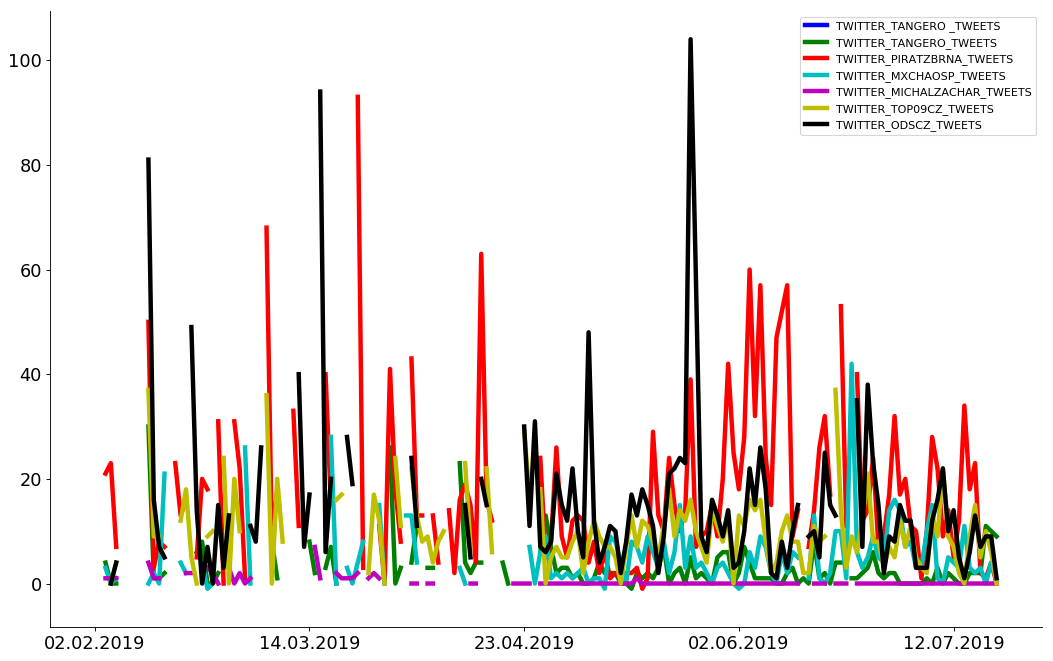 TWITTER_TANGERO _TWEETS
TWITTER_TANGERO_TWEETS
TWITTER_PIRATZBRNA_TWEETS
TWITTER_MXCHAOSP_TWEETS
TWITTER_MICHALZACHAR_TWEETS
TWITTER_TOP09CZ_TWEETS
TWITTER_ODSCZ_TWEETS
100
80
60
40
20
0
02.02.2019 14.03.2019 23.04.2019 02.06.2019 12.07.2019